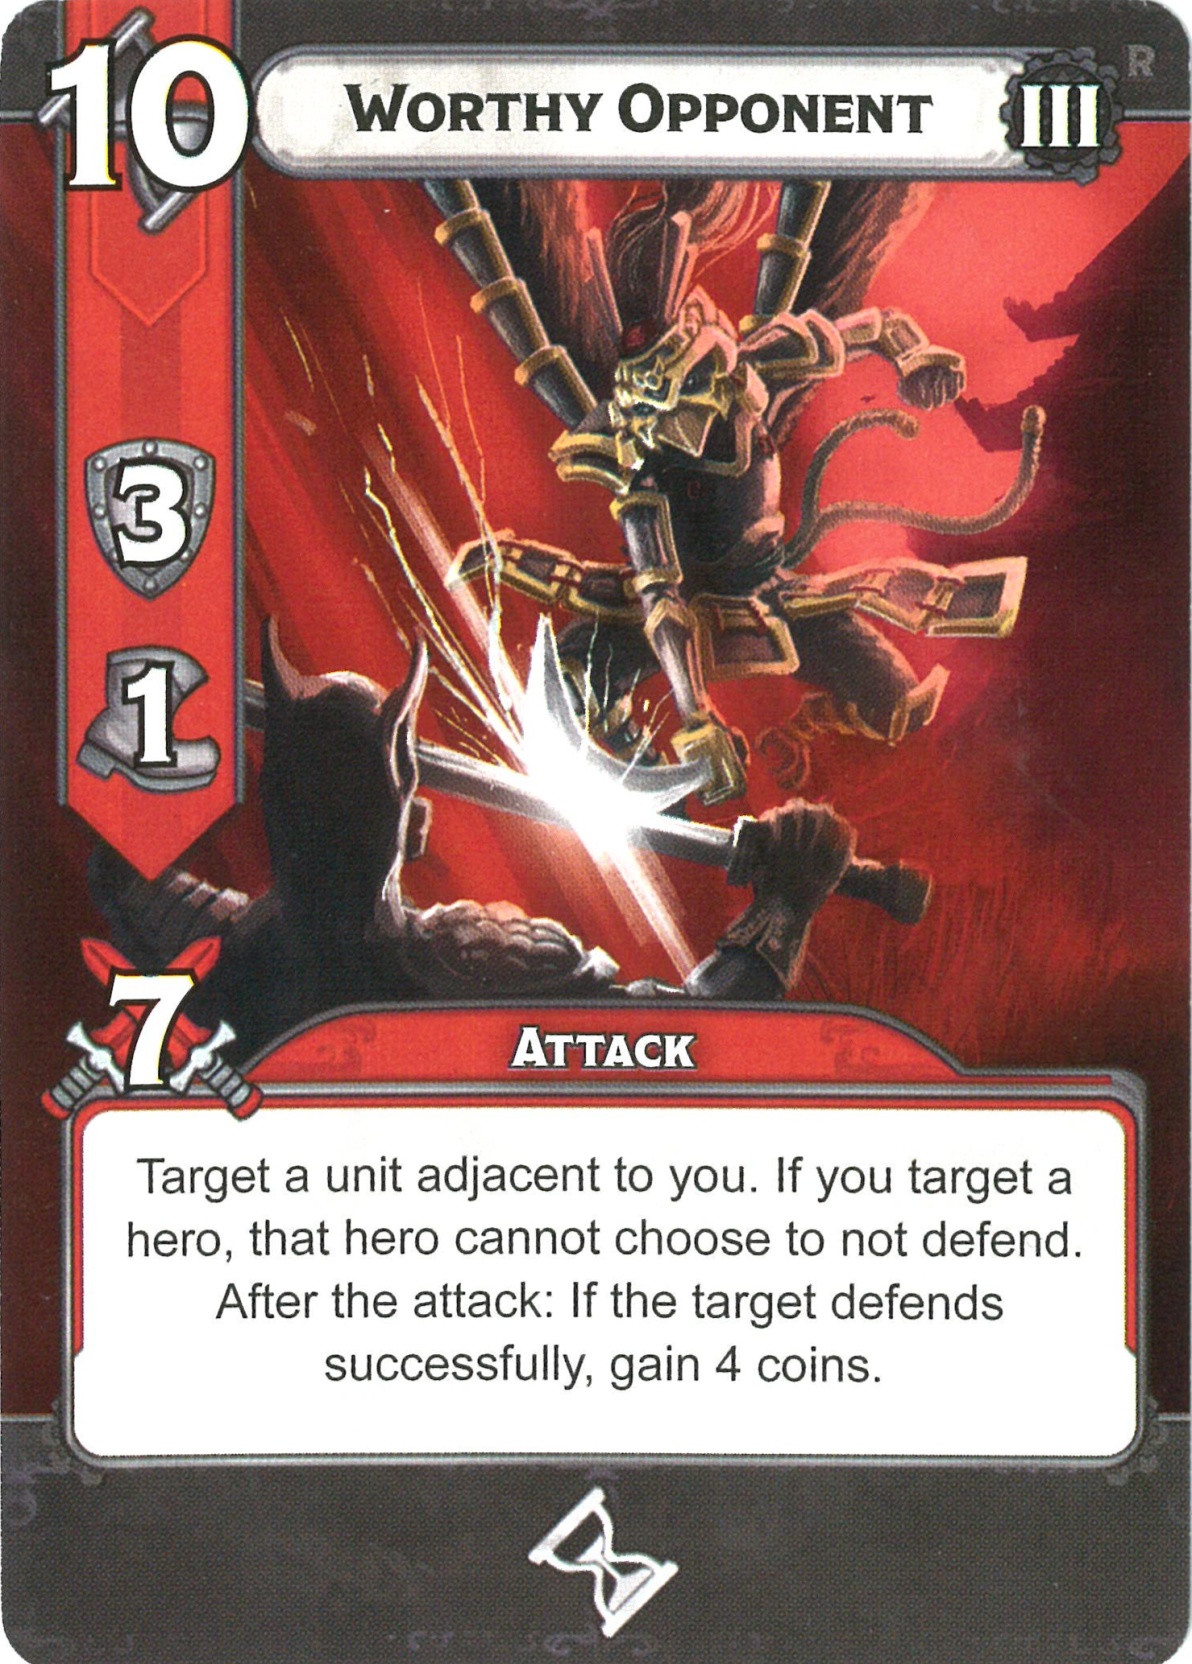 10
WORTHY OPPONENT
III
R
3
1
7
ATTACK
Target a unit adjacent to you. If you target a
hero, that hero cannot choose to not defend.
After the attack: If the target defends
successfully, gain 4 coins.